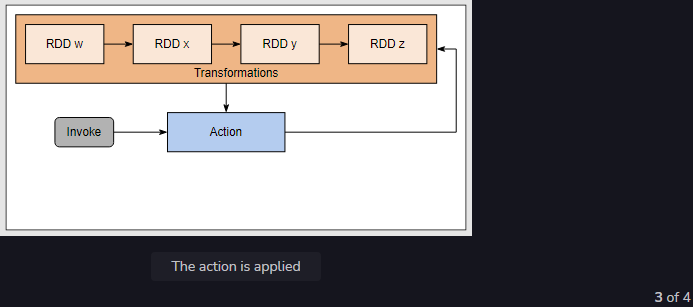 RDD w
RDD x
RDD y
RDD z
Transformations
Invoke
Action
The action is applied
3 of 4